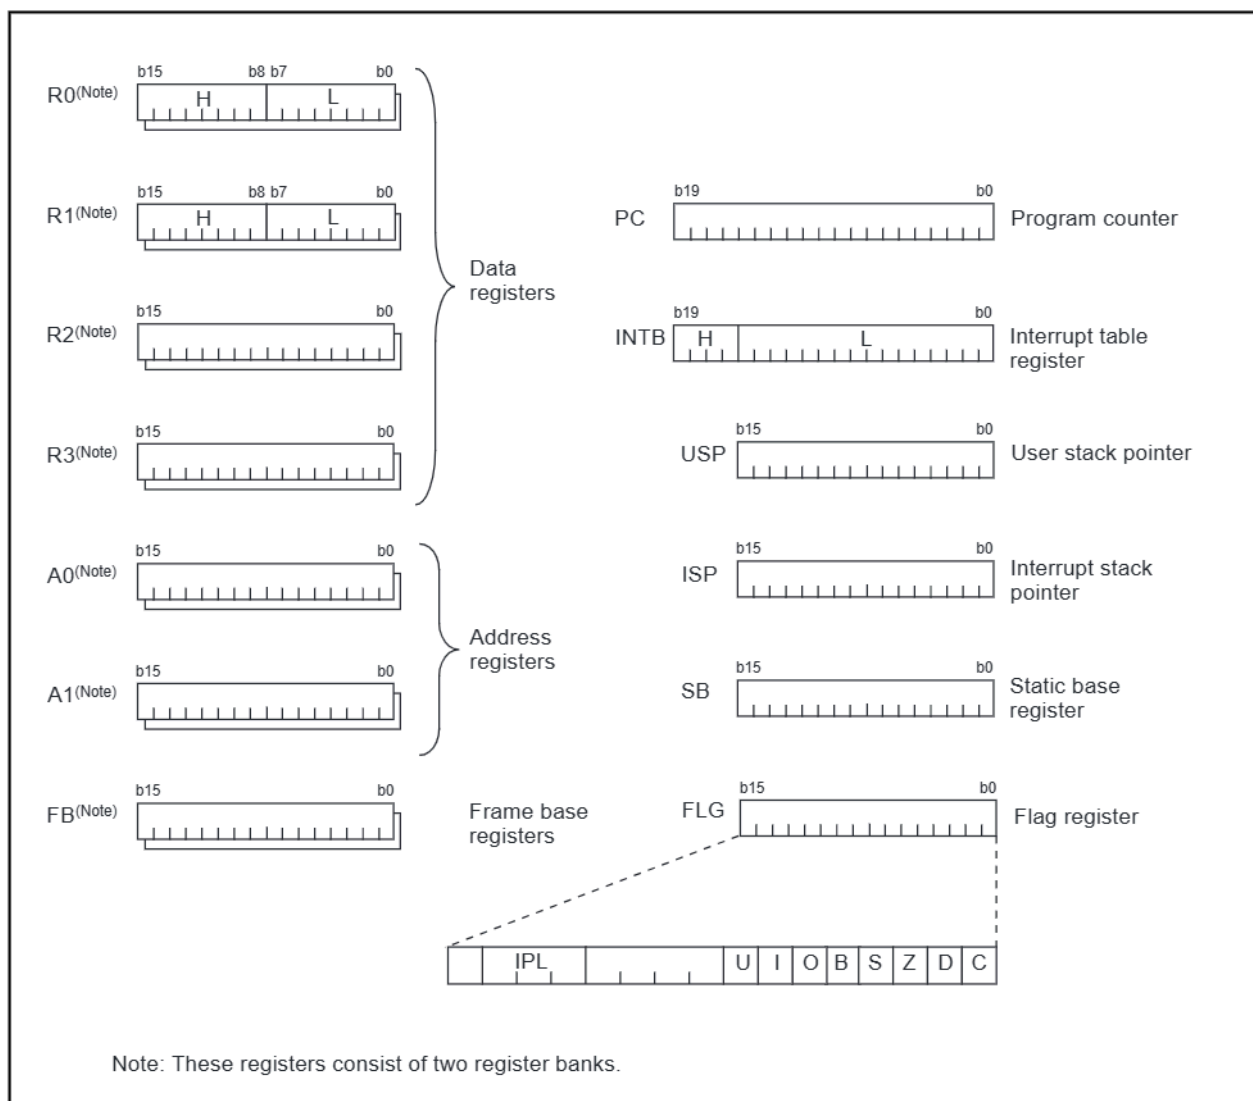 b15 b8 b7 b0
R0(Note) H L
b15 b8 b7 b0
R1(Note) H L
b15 b0
R2(Note)
b15 b0
R3(Note)
Data
registers
b15 b0
A0(Note)
b15 b0
A1(Note)
Address
registers
b15 b0
FB(Note)
Frame base
registers
b19 b0
PC Program counter
b19 b0
INTB H L Interrupt table
register
b15 b0
USP User stack pointer
b15 b0
ISP Interrupt stack
pointer
b15 b0
SB Static base
register
b15 b0
FLG Flag register
IPL U I O B S Z D C
Note: These registers consist of two register banks.